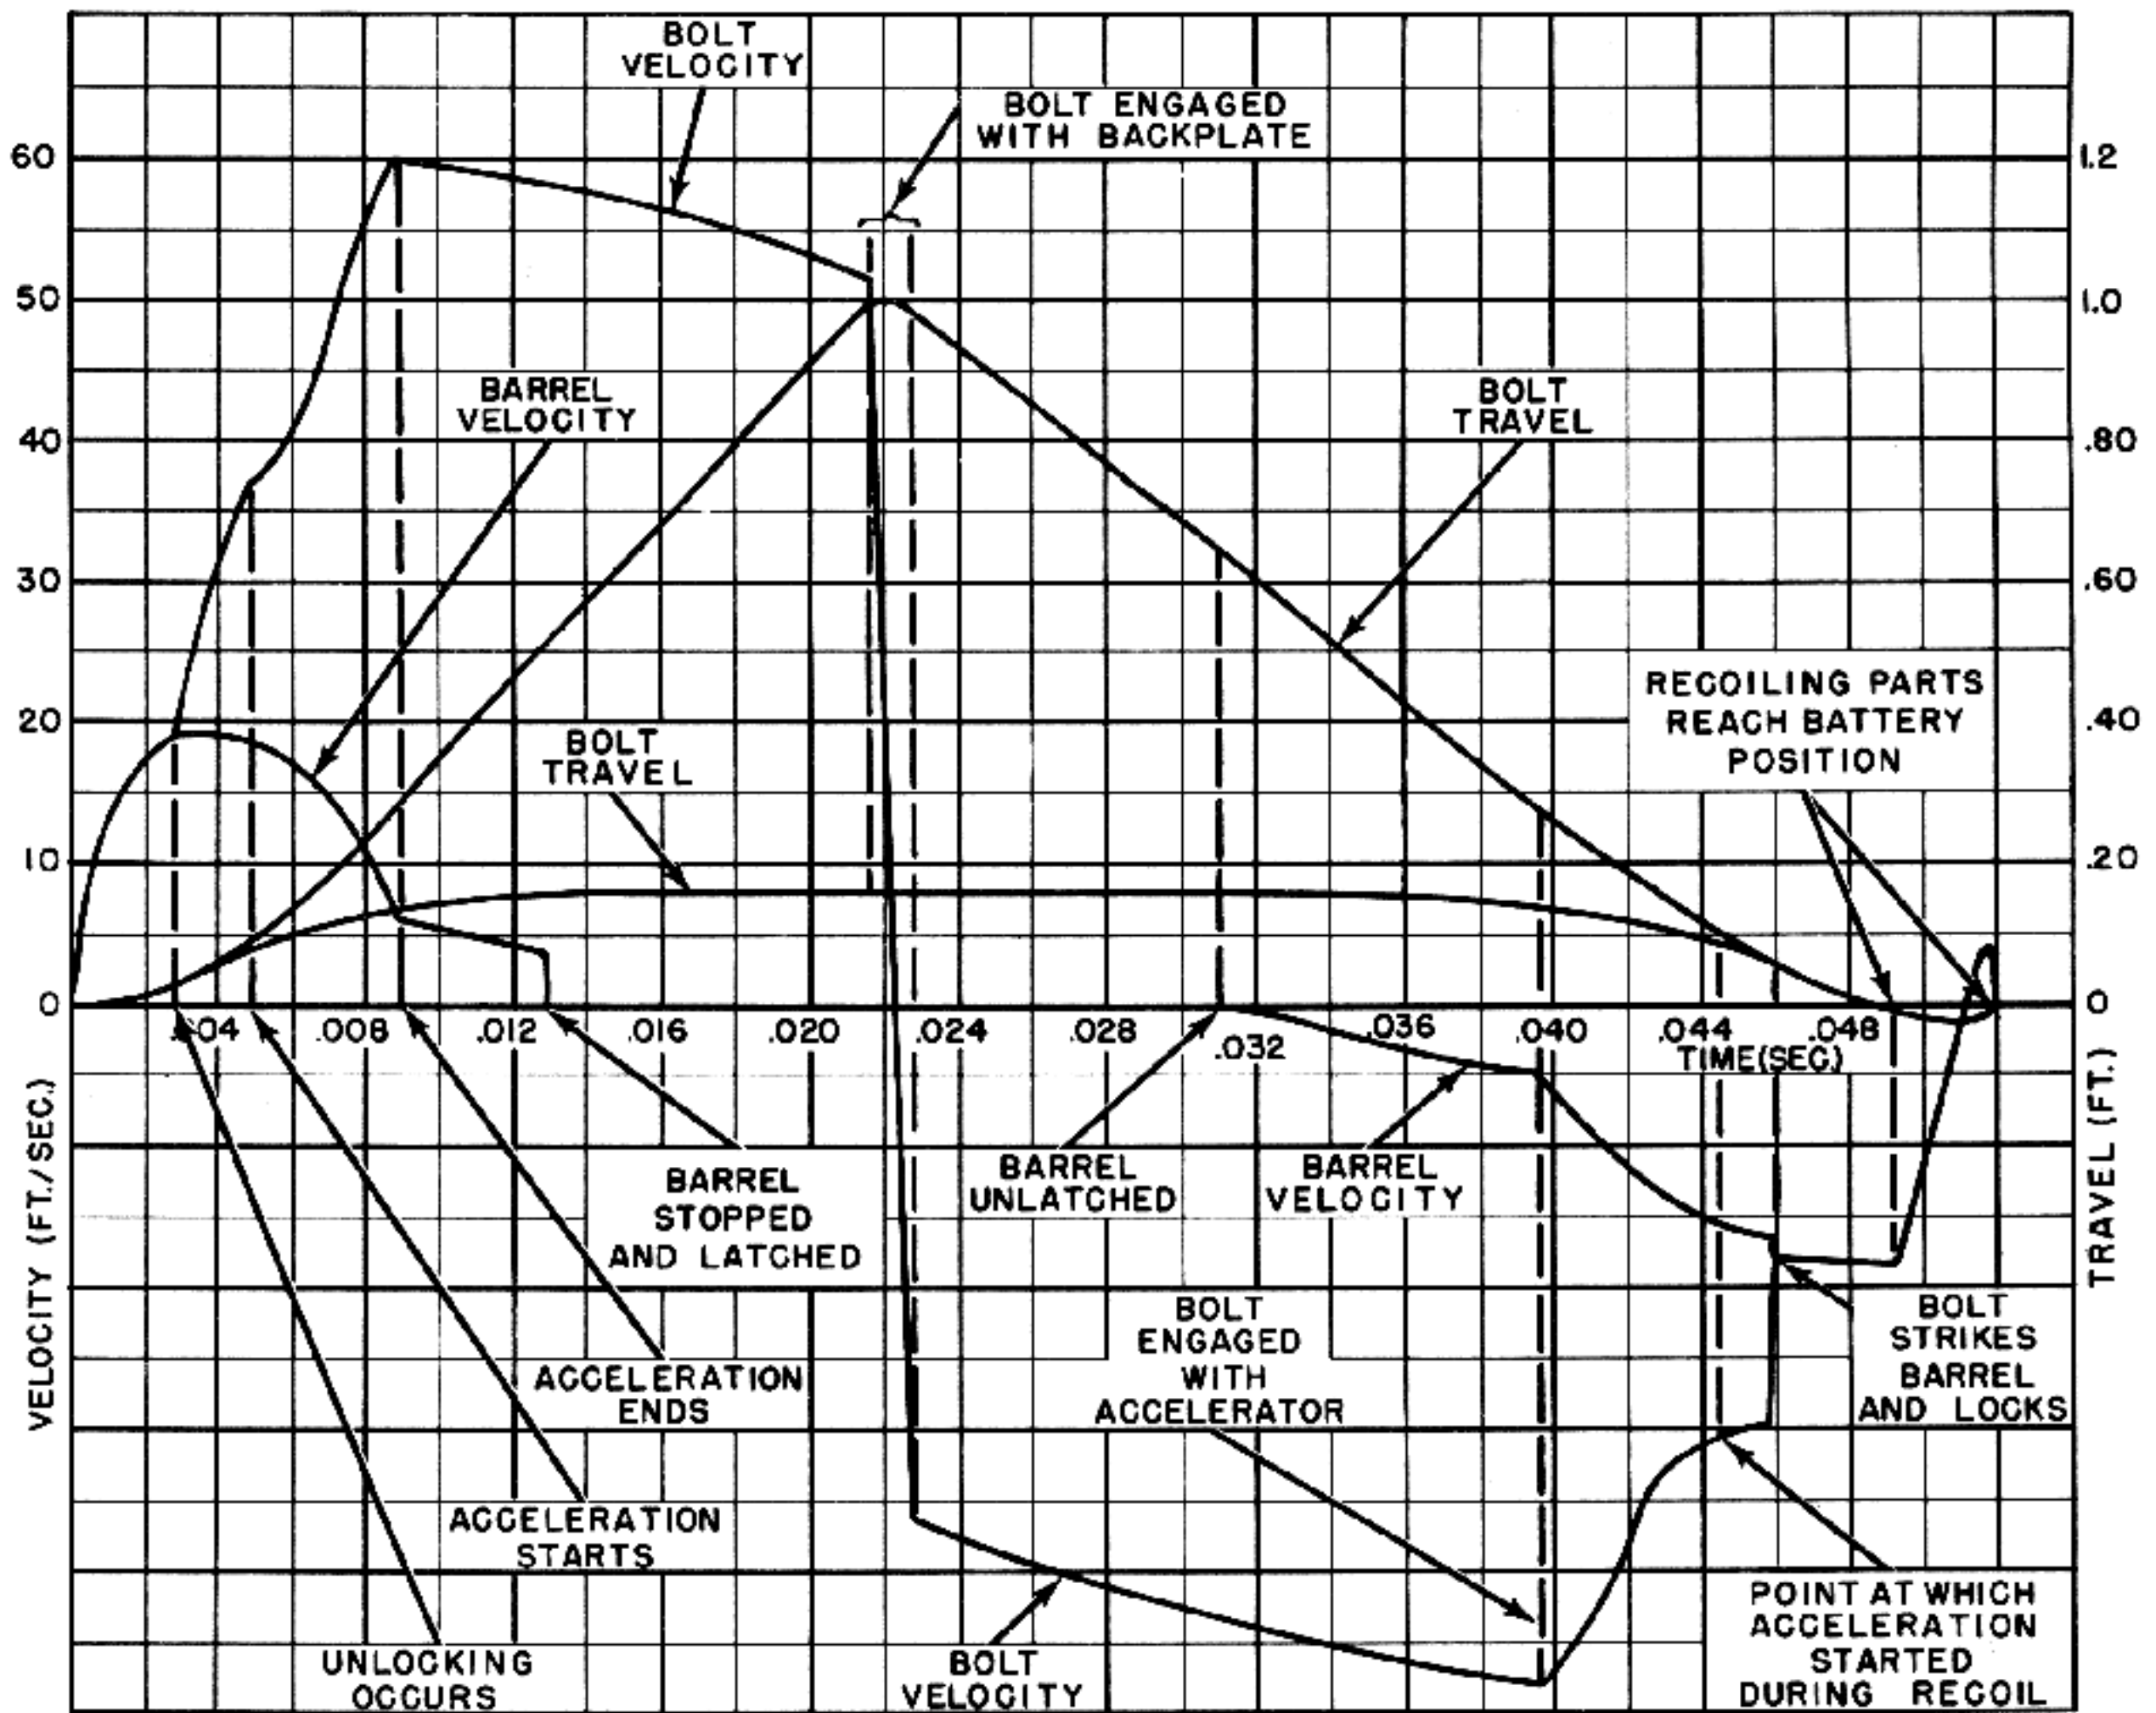 BOLT
VELOCITY
BOLT ENGAGED
WITH BACKPLATE
60
1.2
50
1.0
BARREL
VELOCITY
BOLT
TRAVEL
40
.80
30
.60
RECOILING PARTS
REACH BATTERY
POSITION
20
.40
BOLT
TRAVEL
10
.20
0
0
.04
.008
.012
.016
.020
.024
.028
.032
.036
.040
.044
.048
TIME(SEC.)
VELOCITY (FT./SEC.)
TRAVEL (FT.)
BARREL
STOPPED
AND LATCHED
BARREL
UNLATCHED
BARREL
VELOCITY
BOLT
ENGAGED
WITH
ACCELERATOR
BOLT
STRIKES
BARREL
AND LOCKS
ACCELERATION
ENDS
ACCELERATION
STARTS
UNLOCKING
OCCURS
BOLT
VELOCITY
POINT AT WHICH
ACCELERATION
STARTED
DURING RECOIL